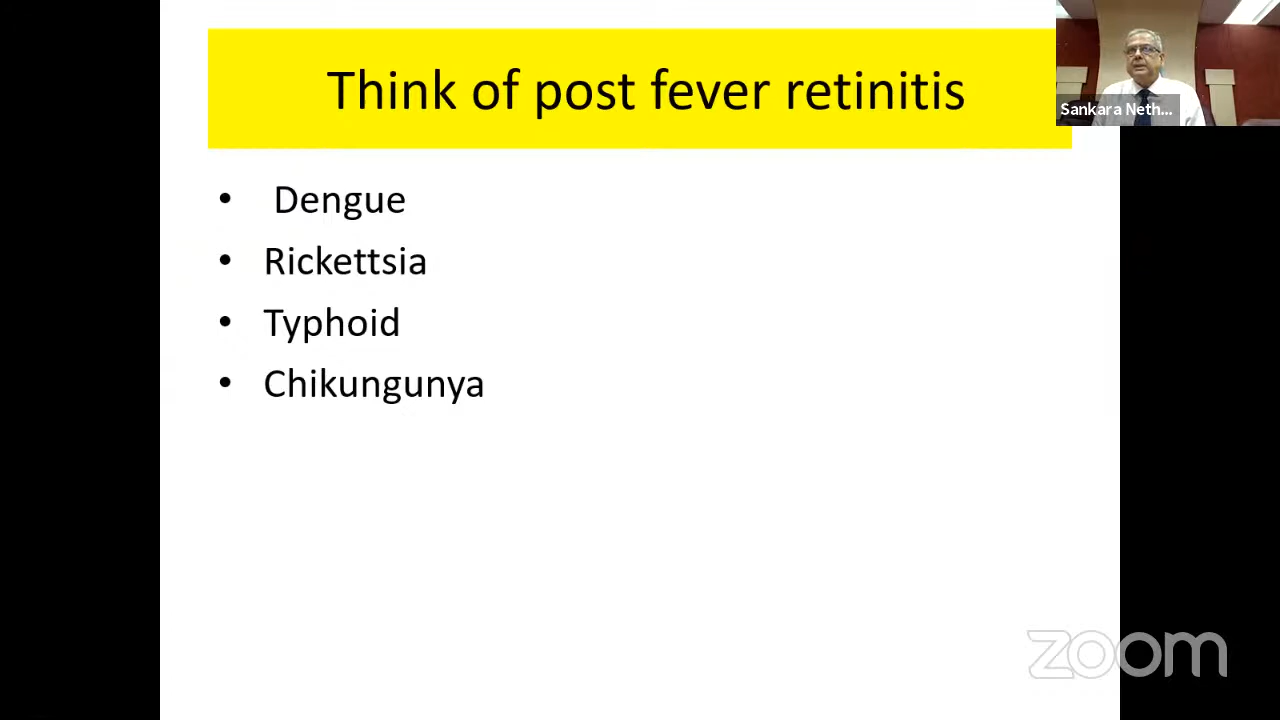 Think of post fever retinitis
Sankara Neth...
• Dengue
• Rickettsia
• Typhoid
• Chikungunya
zoom